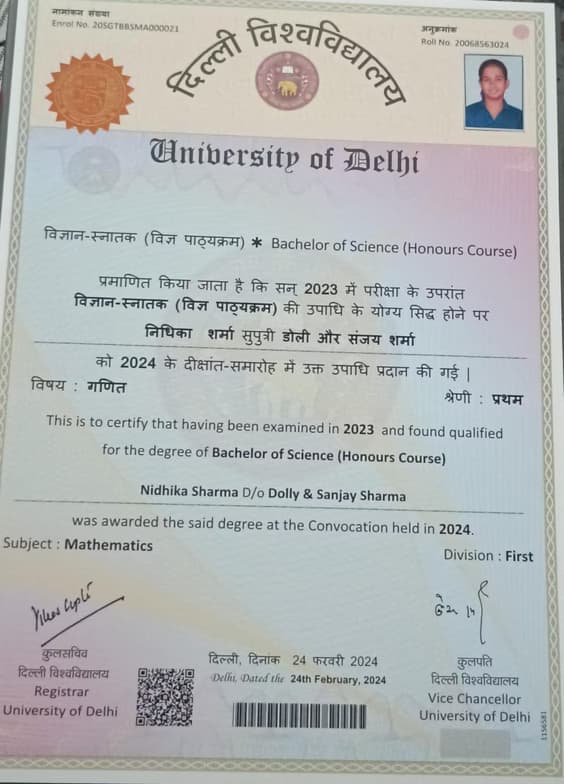 नामांकन संख्या
Enrol No. 20SGTBBSMA000021
अनुक्रमांक
Roll No. 20068563024
दिल्ली विश्वविद्यालय
University of Delhi
विज्ञान-स्नातक (विज्ञ पाठ्यक्रम) * Bachelor of Science (Honours Course)
प्रमाणित किया जाता है कि सन् 2023 में परीक्षा के उपरांत
विज्ञान-स्नातक (विज्ञ पाठ्यक्रम) की उपाधि के योग्य सिद्ध होने पर
निधिका शर्मा सुपुत्री डोली और संजय शर्मा
को 2024 के दीक्षांत-समारोह में उक्त उपाधि प्रदान की गई |
विषय : गणित
श्रेणी : प्रथम
This is to certify that having been examined in 2023 and found qualified
for the degree of Bachelor of Science (Honours Course)
Nidhika Sharma D/o Dolly & Sanjay Sharma
was awarded the said degree at the Convocation held in 2024.
Subject : Mathematics
Division : First
कुलसचिव
दिल्ली विश्वविद्यालय
Registrar
University of Delhi
दिल्ली, दिनांक 24 फरवरी 2024
Delhi, Dated the 24th February, 2024
कुलपति
दिल्ली विश्वविद्यालय
Vice Chancellor
University of Delhi
1156581